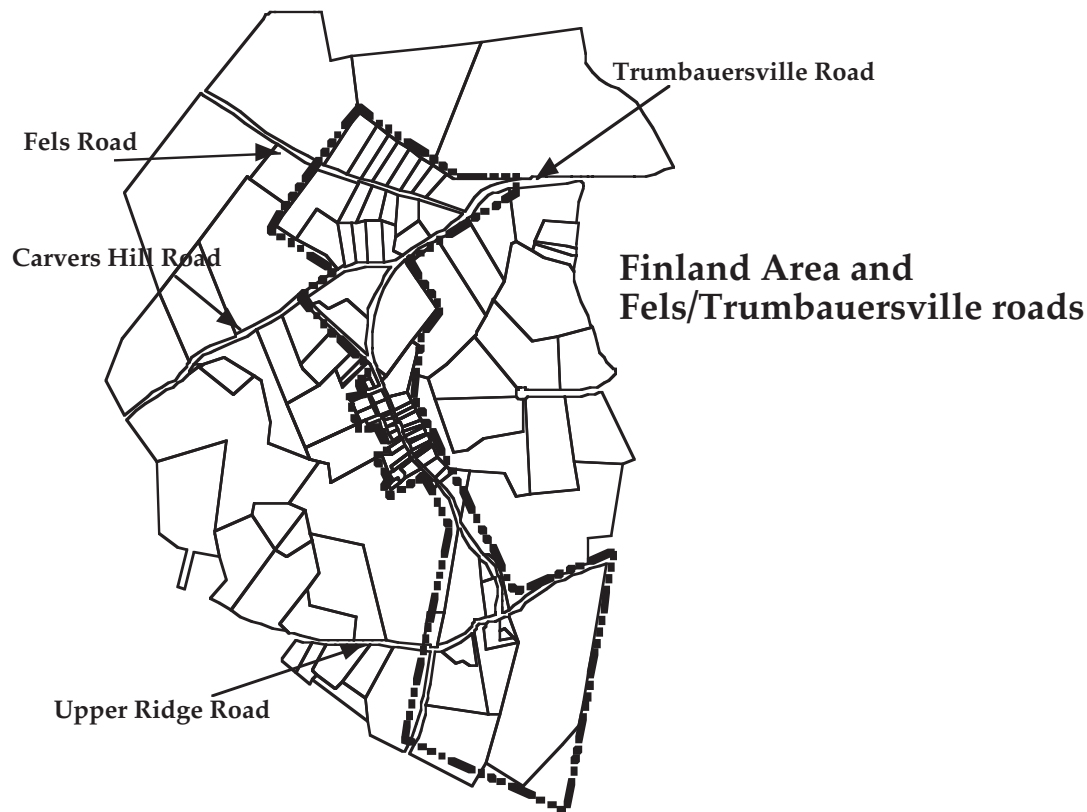 Trumbauersville Road
Fels Road
Carvers Hill Road
Finland Area and
Fels/Trumbauersville roads
Upper Ridge Road